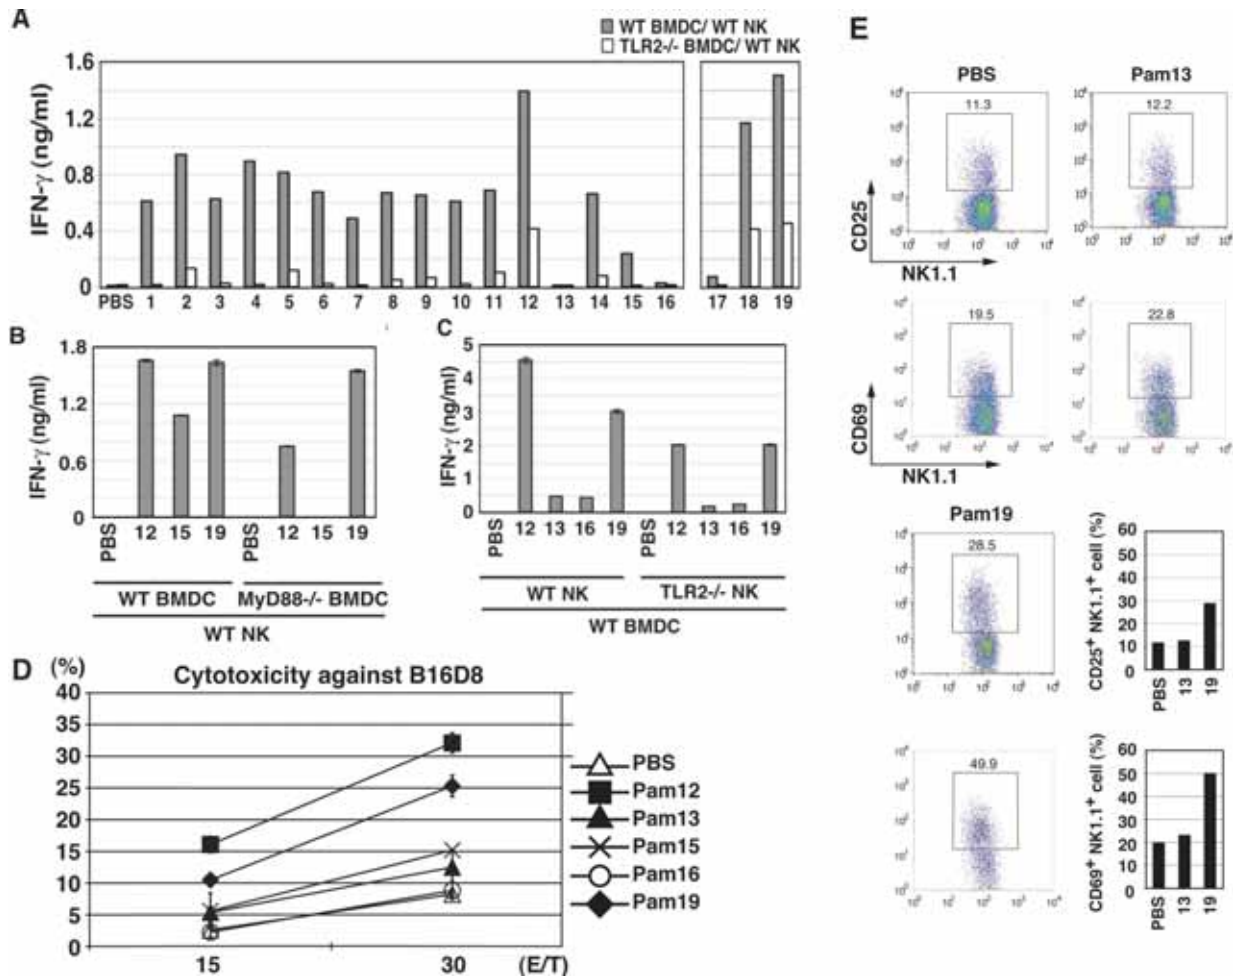 A
WT BMDC/ WT NK
TLR2-/- BMDC/ WT NK
IFN-γ (ng/ml)
1.6
1.2
0.8
0.4
0
PBS 1 2 3 4 5 6 7 8 9 10 11 12 13 14 15 16 17 18 19
B
IFN-γ (ng/ml)
1.8
1.2
0.6
0
PBS 12 15 19 PBS 12 15 19
WT BMDC MyD88-/- BMDC
WT NK
C
IFN-γ (ng/ml)
5
4
3
2
1
0
PBS 12 13 16 19 PBS 12 13 16 19
WT NK TLR2-/- NK
WT BMDC
D (%)
Cytotoxicity against B16D8
40
35
30
25
20
15
10
5
0
15 30 (E/T)
PBS
Pam12
Pam13
Pam15
Pam16
Pam19
E
PBS Pam13
11.3 12.2
CD25
NK1.1
19.5 22.8
CD69
NK1.1
Pam19
28.5
CD25+ NK1.1+ cell (%)
60
50
40
30
20
10
0
PBS 13 19
49.9
CD69+ NK1.1+ cell (%)
60
50
40
30
20
10
0
PBS 13 19